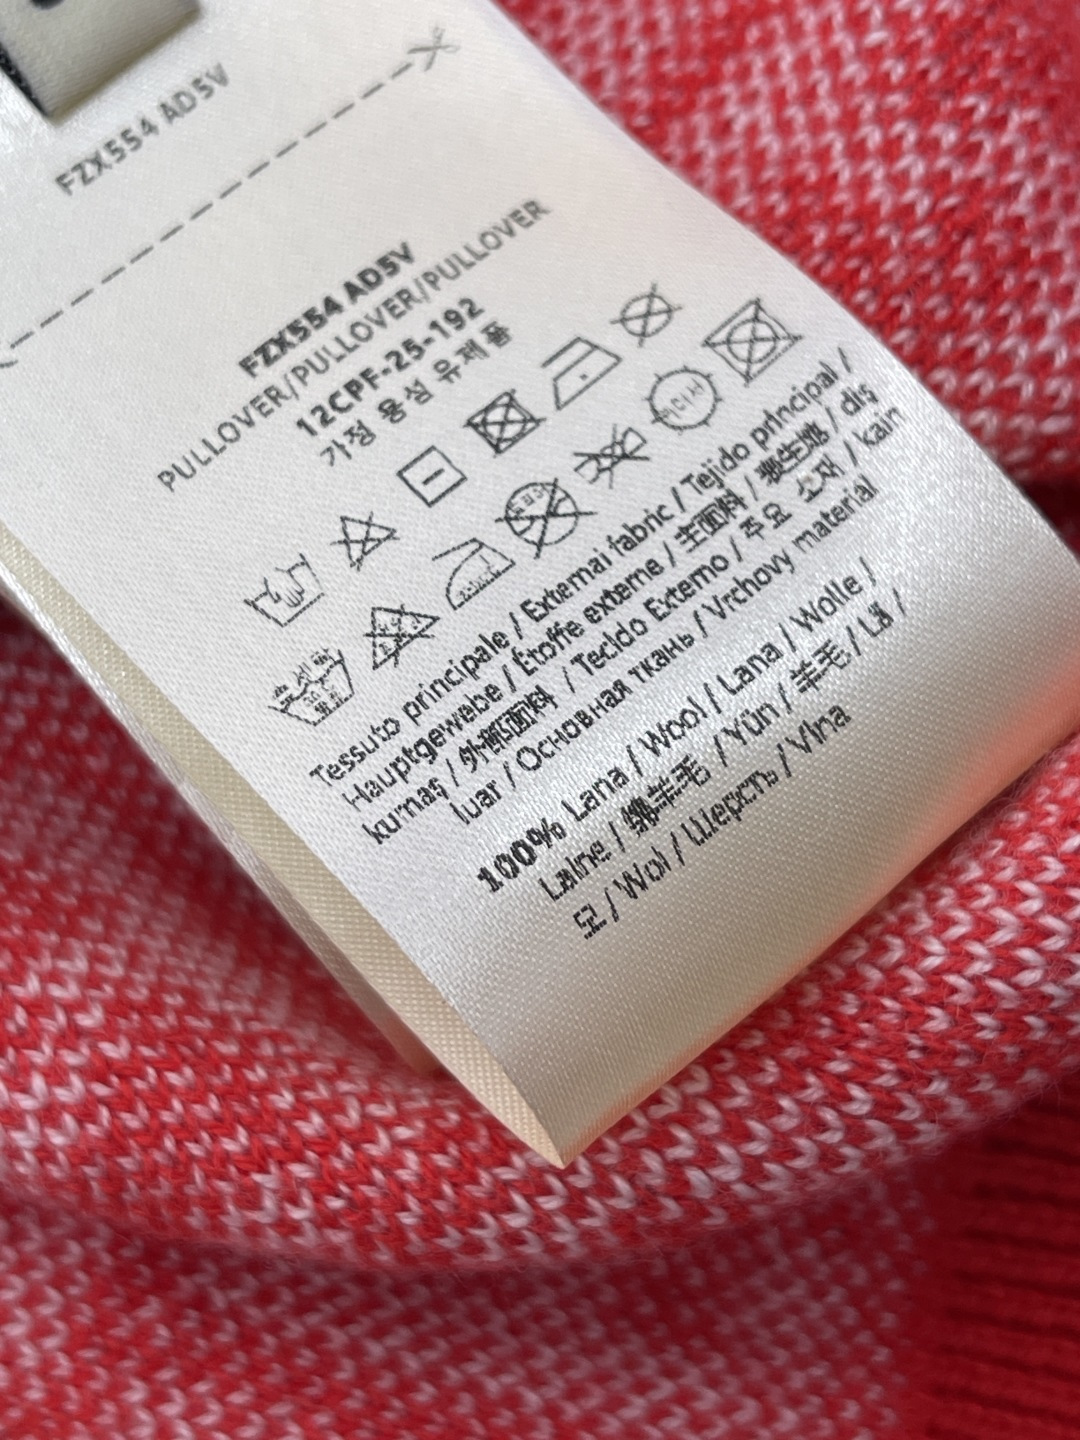 FZX554 AD5V
FZX554 AD5V
PULLOVER/PULLOVER/PULLOVER
12CPF-25-192
가정 용섬 유제품
Tessuto principale / External fabric / Tejido principal /
Hauptgewebe / Étoffe externe / 主面料 / 表生地 / dış
kumaş / 外部面料 / Tecido Externo / 주요 소재 / kain
luar / Основная ткань / Vrchovy material
100% Lana / Wool / Lana / Wolle /
Laine / 绵羊毛 / Yün / 羊毛 / Lã /
모 / Wol / Шерсть / Vlna